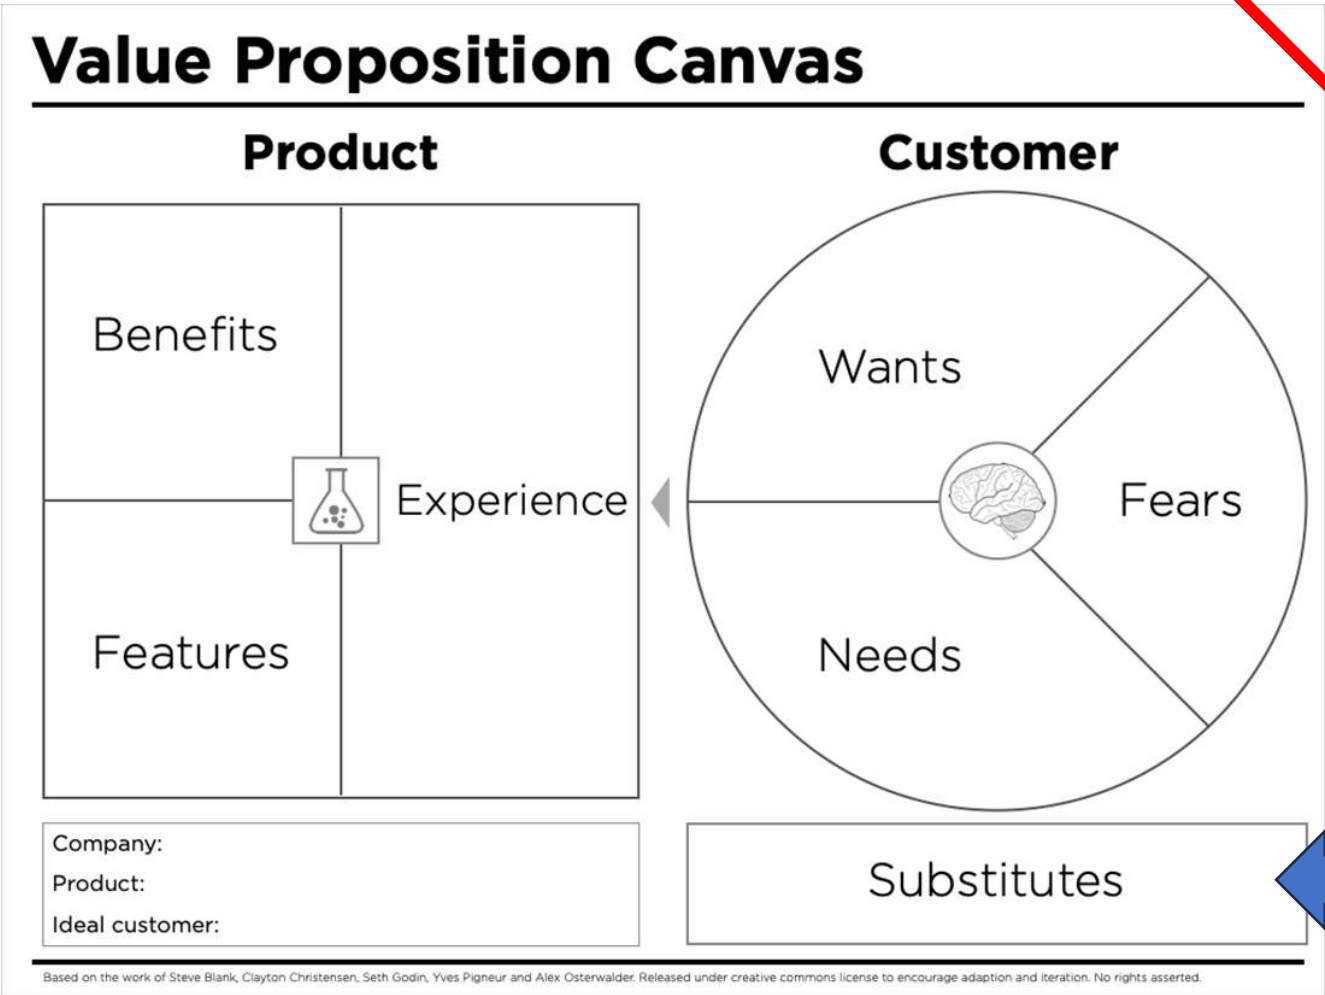 Value Proposition Canvas
Product
Customer
Benefits
Wants
Experience
Fears
Features
Needs
Company:
Product:
Ideal customer:
Substitutes
Based on the work of Steve Blank, Clayton Christensen, Seth Godin, Yves Pigneur and Alex Osterwalder. Released under creative commons license to encourage adaption and iteration. No rights asserted.